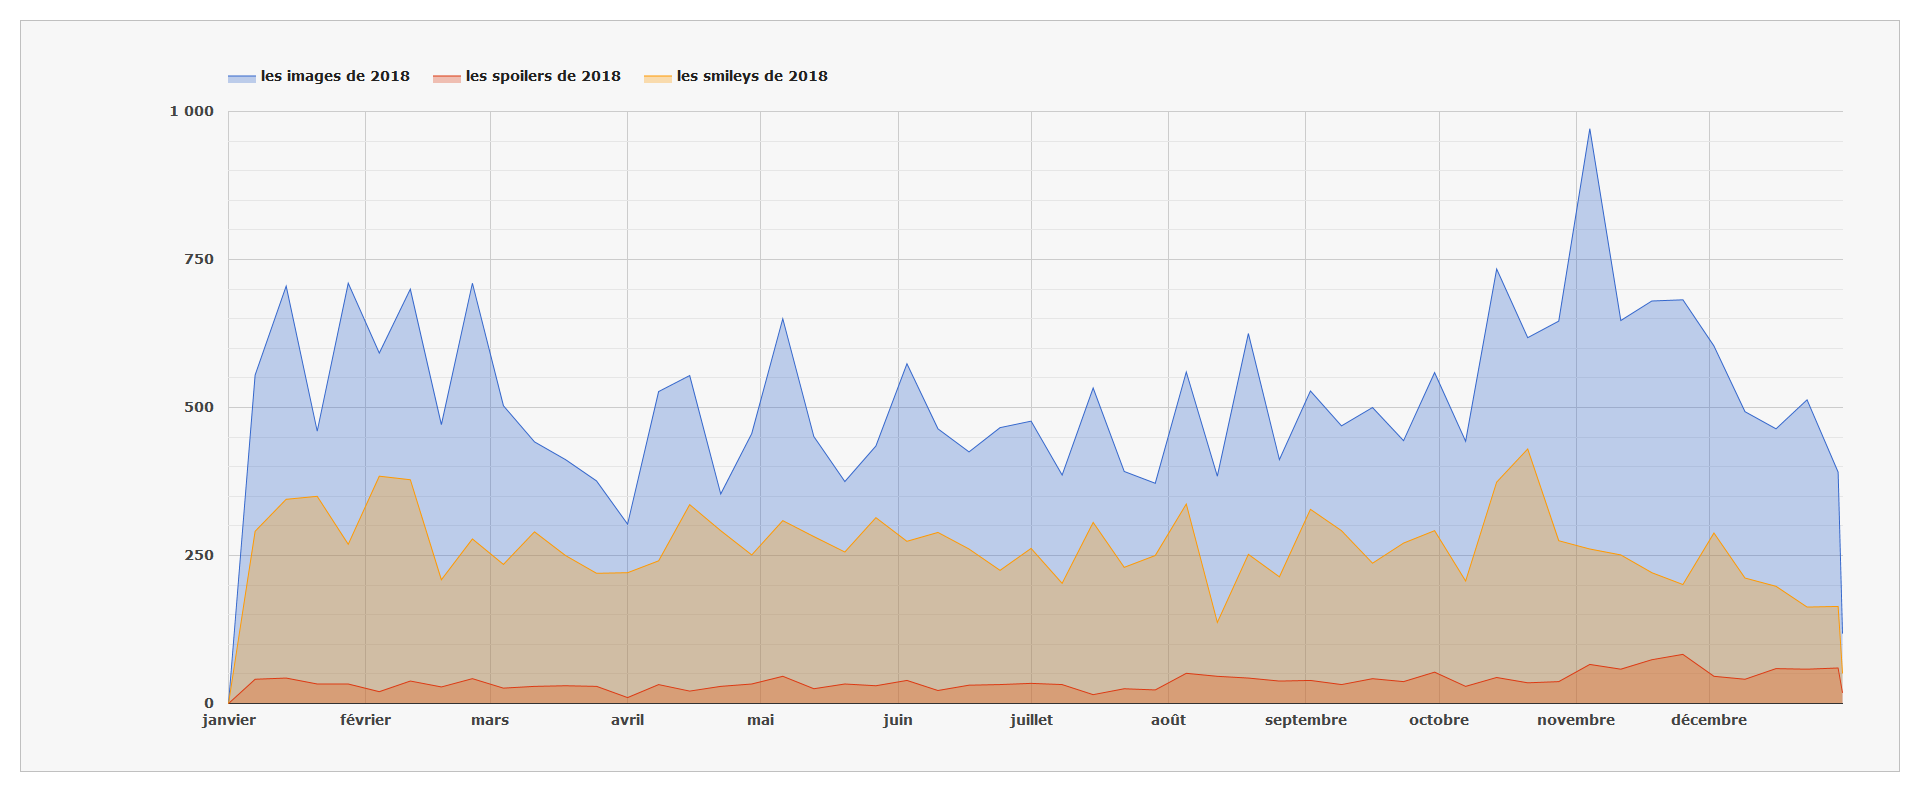 les images de 2018 les spoilers de 2018 les smileys de 2018
1 000
750
500
250
0
janvier février mars avril mai juin juillet août septembre octobre novembre décembre